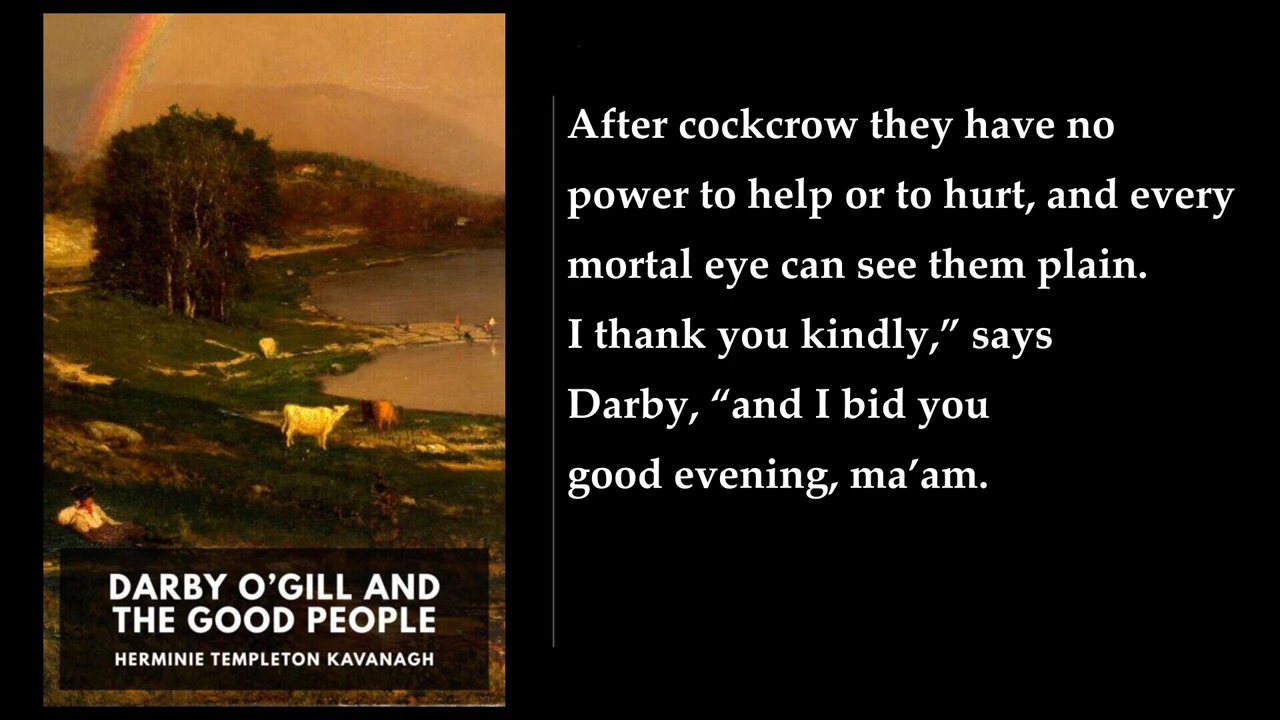 After cockcrow they have no
power to help or to hurt, and every
mortal eye can see them plain.
I thank you kindly,” says
Darby, “and I bid you
good evening, ma’am.
DARBY O’GILL AND
THE GOOD PEOPLE
HERMINIE TEMPLETON KAVANAGH